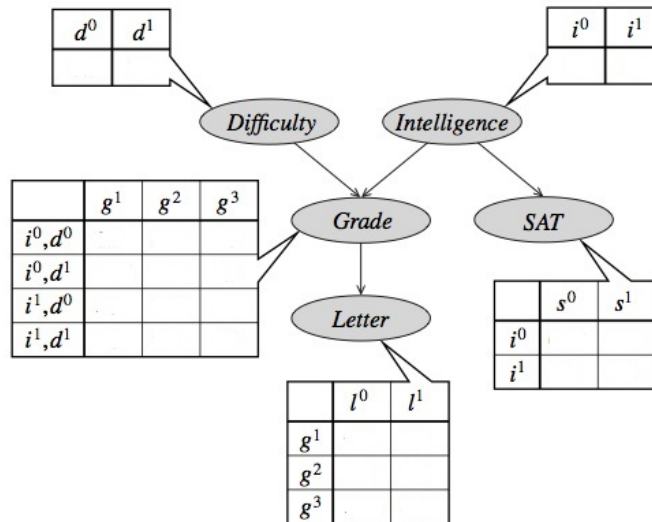 d⁰ d¹
i⁰ i¹
Difficulty
Intelligence
g¹ g² g³
i⁰,d⁰
i⁰,d¹
i¹,d⁰
i¹,d¹
Grade
SAT
s⁰ s¹
i⁰
i¹
Letter
l⁰ l¹
g¹
g²
g³